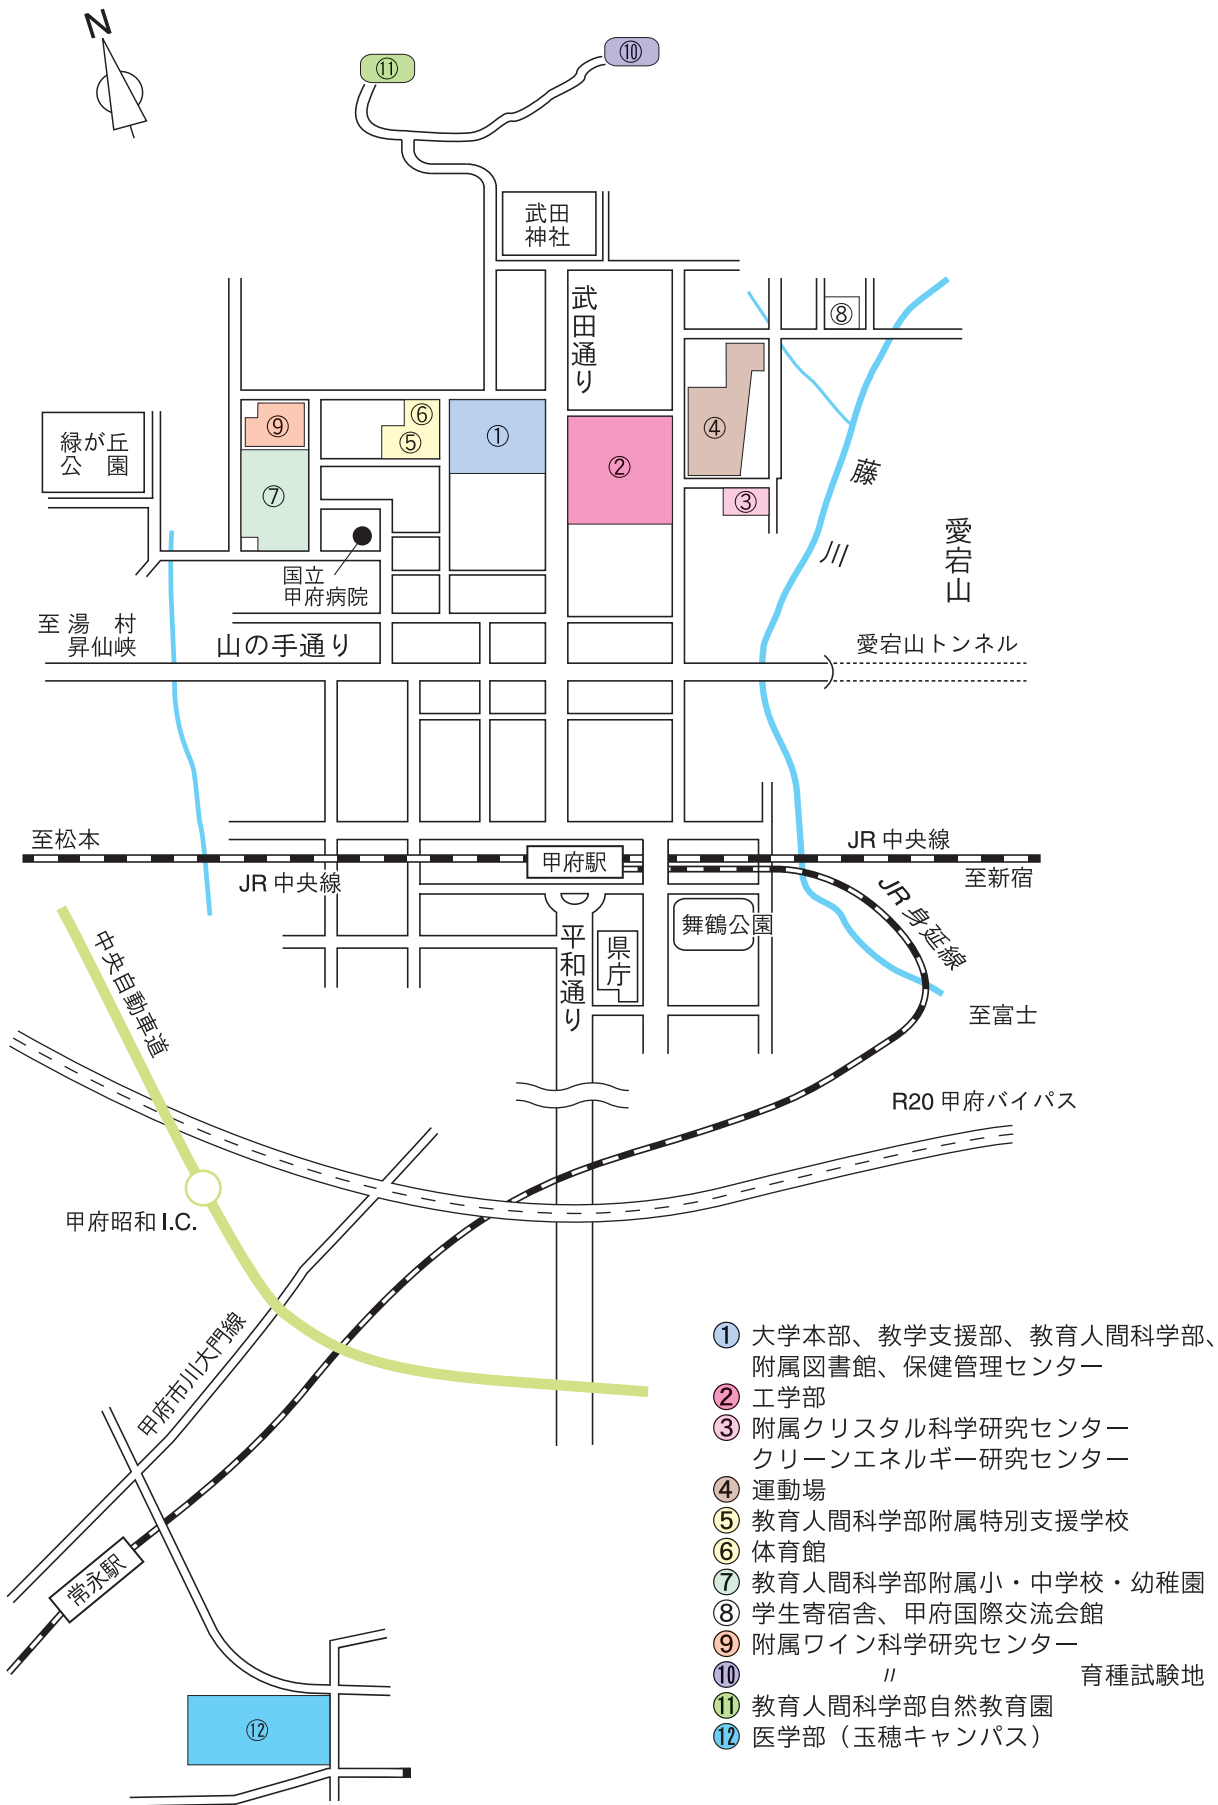 N
⑪
⑩
武田
神社
武田通り
⑧
⑨
⑥
⑤
①
②
④
③
⑦
緑が丘
公園
藤川
愛宕山
国立
甲府病院
至湯村
昇仙峡
山の手通り
愛宕山トンネル
至松本
JR中央線
甲府駅
JR中央線
至新宿
JR身延線
舞鶴公園
平和通り
県庁
中央自動車道
至富士
R20甲府バイパス
甲府昭和I.C.
甲府市川大門線
常永駅
⑫
① 大学本部、教学支援部、教育人間科学部、
附属図書館、保健管理センター
② 工学部
③ 附属クリスタル科学研究センター
クリーンエネルギー研究センター
④ 運動場
⑤ 教育人間科学部附属特別支援学校
⑥ 体育館
⑦ 教育人間科学部附属小・中学校・幼稚園
⑧ 学生寄宿舎、甲府国際交流会館
⑨ 附属ワイン科学研究センター
⑩ 〃 育種試験地
⑪ 教育人間科学部自然教育園
⑫ 医学部（玉穂キャンパス）